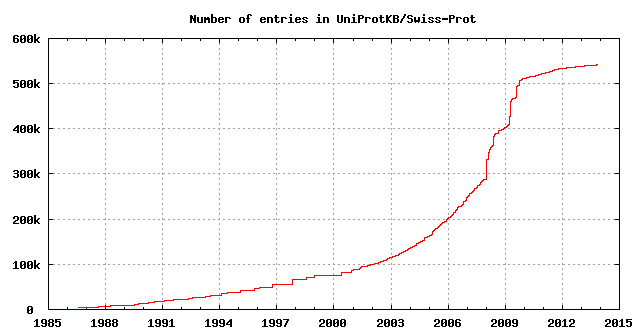 Number of entries in UniProtKB/Swiss-Prot
600k
500k
400k
300k
200k
100k
0
1985 1988 1991 1994 1997 2000 2003 2006 2009 2012 2015